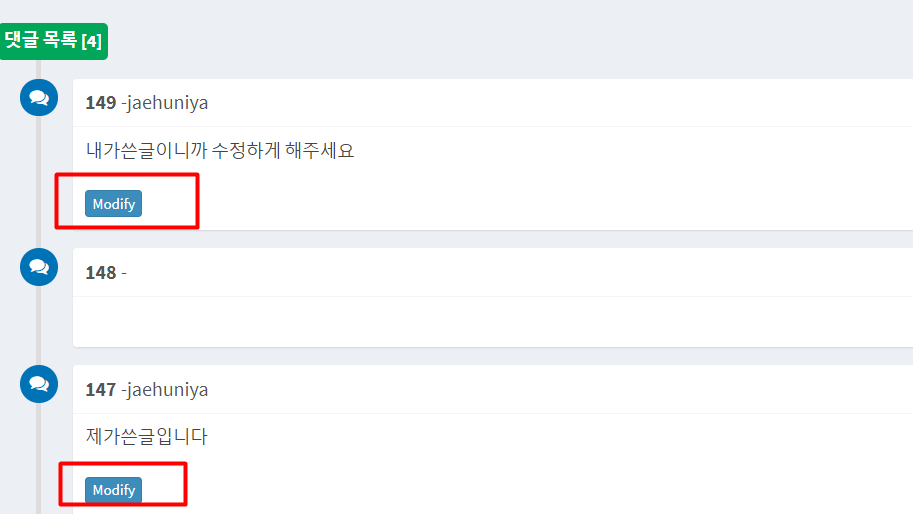 댓글 목록 [4]
149 -jaehuniya
내가쓴글이니까 수정하게 해주세요
Modify
148 -
147 -jaehuniya
제가쓴글입니다
Modify